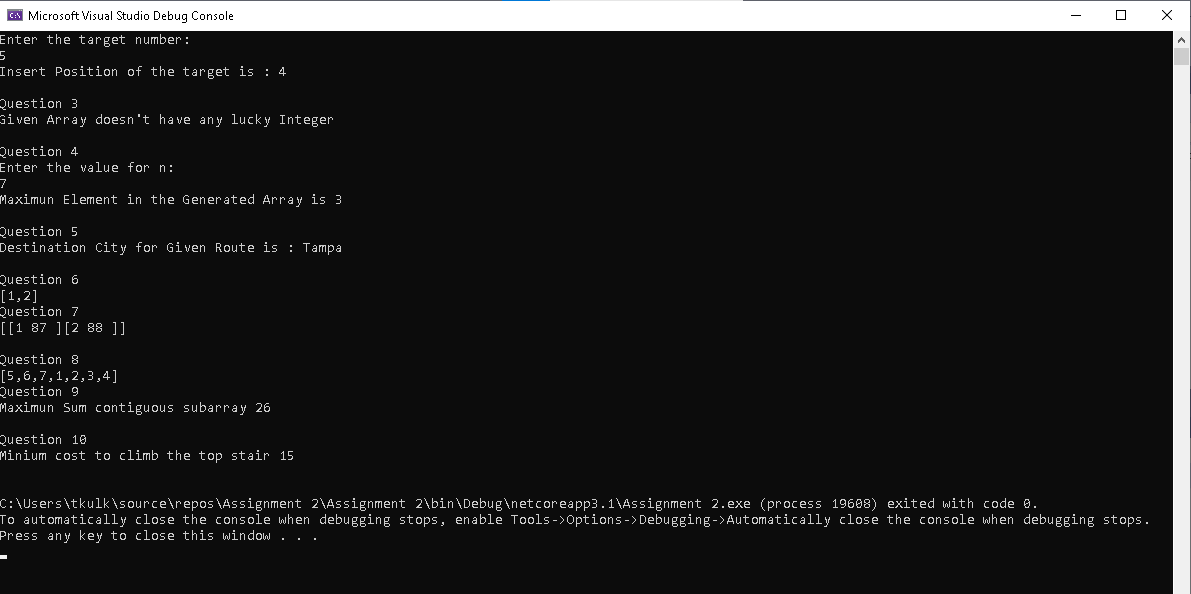 Microsoft Visual Studio Debug Console
Enter the target number:
5
Insert Position of the target is : 4
Question 3
Given Array doesn't have any lucky Integer
Question 4
Enter the value for n:
7
Maximun Element in the Generated Array is 3
Question 5
Destination City for Given Route is : Tampa
Question 6
[1,2]
Question 7
[[1 87 ][2 88 ]]
Question 8
[5,6,7,1,2,3,4]
Question 9
Maximun Sum contiguous subarray 26
Question 10
Minium cost to climb the top stair 15
C:\Users\tkulk\source\repos\Assignment 2\Assignment 2\bin\Debug\netcoreapp3.1\Assignment 2.exe (process 19608) exited with code 0.
To automatically close the console when debugging stops, enable Tools->Options->Debugging->Automatically close the console when debugging stops.
Press any key to close this window . . .